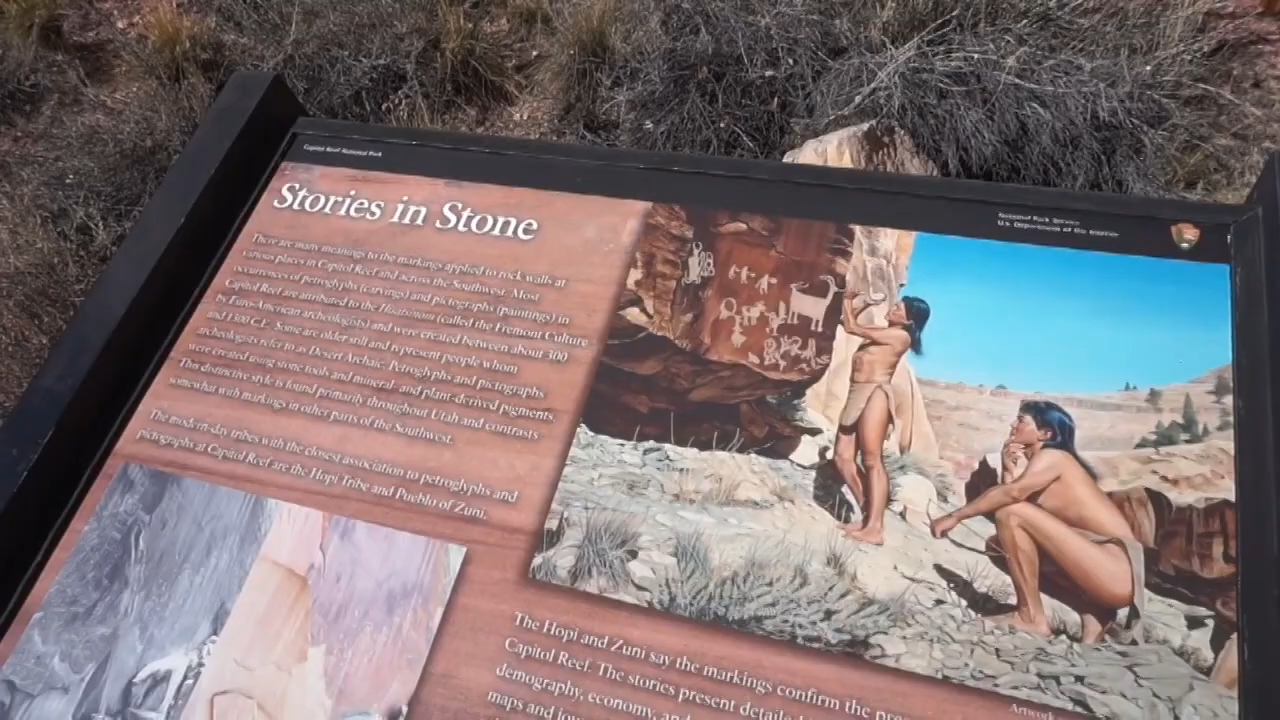 Capitol Reef National Park
National Park Service
U.S. Department of the Interior
Stories in Stone
There are many meanings to the markings applied to rock walls at
various places in Capitol Reef and across the Southwest. Most
occurrences of petroglyphs (carvings) and pictographs (paintings) in
Capitol Reef are attributed to the Hisatsinom (called the Fremont Culture
by Euro-American archeologists) and were created between about 300
and 1300 C.E. Some are older still and represent people whom
archeologists refer to as Desert Archaic. Petroglyphs and pictographs
were created using stone tools and mineral- and plant-derived pigments.
This distinctive style is found primarily throughout Utah and contrasts
somewhat with markings in other parts of the Southwest.
The modern-day tribes with the closest association to petroglyphs and
pictographs at Capitol Reef are the Hopi Tribe and Pueblo of Zuni.
The Hopi and Zuni say the markings confirm the
Capitol Reef. The stories present
demography, economy, and
maps and
Artwork